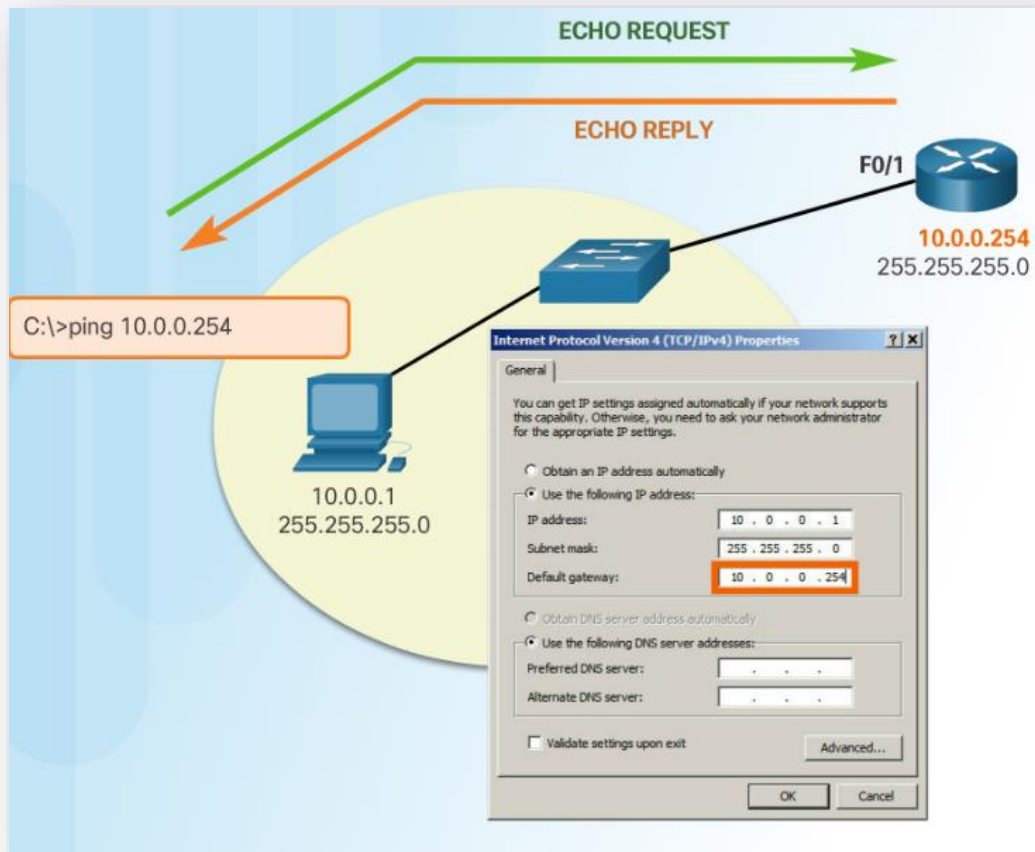 ECHO REQUEST
ECHO REPLY
F0/1
10.0.0.254
255.255.255.0
C:\>ping 10.0.0.254
10.0.0.1
255.255.255.0
Internet Protocol Version 4 (TCP/IPv4) Properties
General
You can get IP settings assigned automatically if your network supports
this capability. Otherwise, you need to ask your network administrator
for the appropriate IP settings.
Obtain an IP address automatically
Use the following IP address:
IP address: 10 . 0 . 0 . 1
Subnet mask: 255 . 255 . 255 . 0
Default gateway: 10 . 0 . 0 . 254
Obtain DNS server address automatically
Use the following DNS server addresses:
Preferred DNS server: . . .
Alternate DNS server: . . .
Validate settings upon exit
Advanced...
OK Cancel